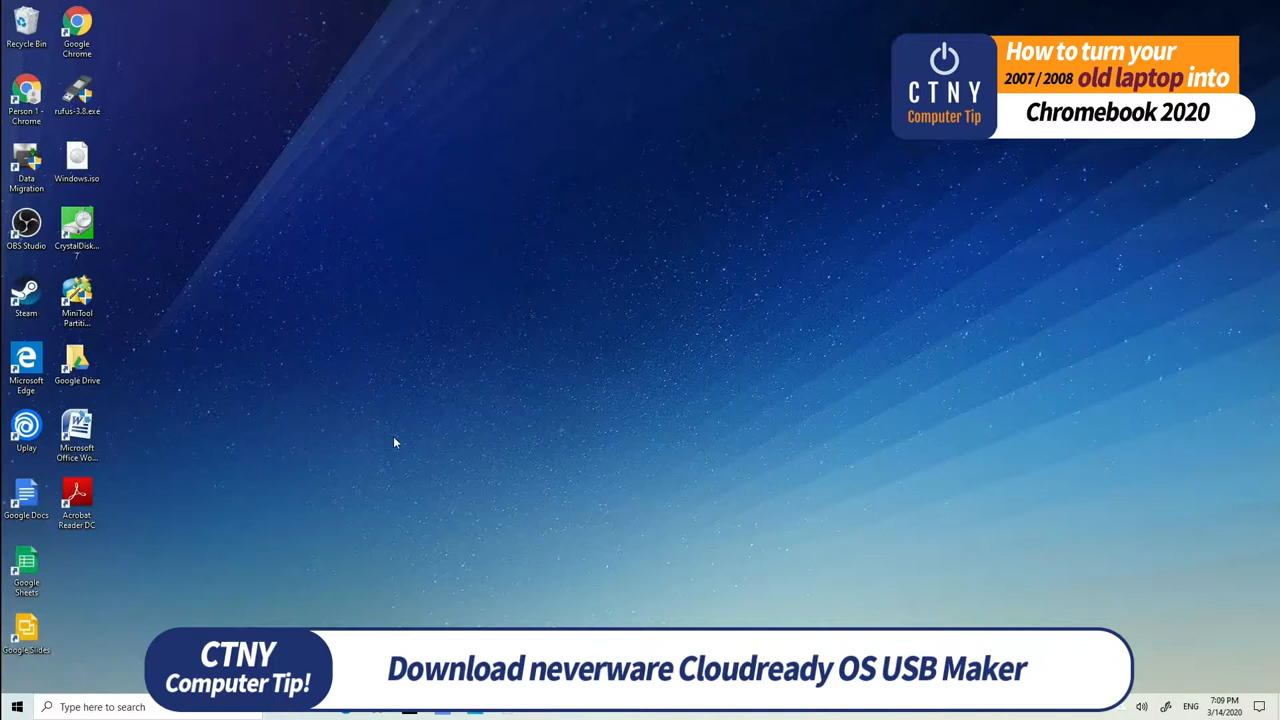 Recycle Bin
Google
Chrome
Person 1 -
Chrome
rufus-3.8.exe
Data
Migration
Windows.iso
OBS Studio
CrystalDisk...
7
Steam
MiniTool
Partiti...
Microsoft
Edge
Google Drive
Uplay
Microsoft
Office Wo...
Google Docs
Acrobat
Reader DC
Google
Sheets
Google Slides
CTNY
Computer Tip
How to turn your
2007 / 2008 old laptop into
Chromebook 2020
CTNY
Computer Tip!
Download neverware Cloudready OS USB Maker
Type here to search
ENG
7:09 PM
3/14/2020